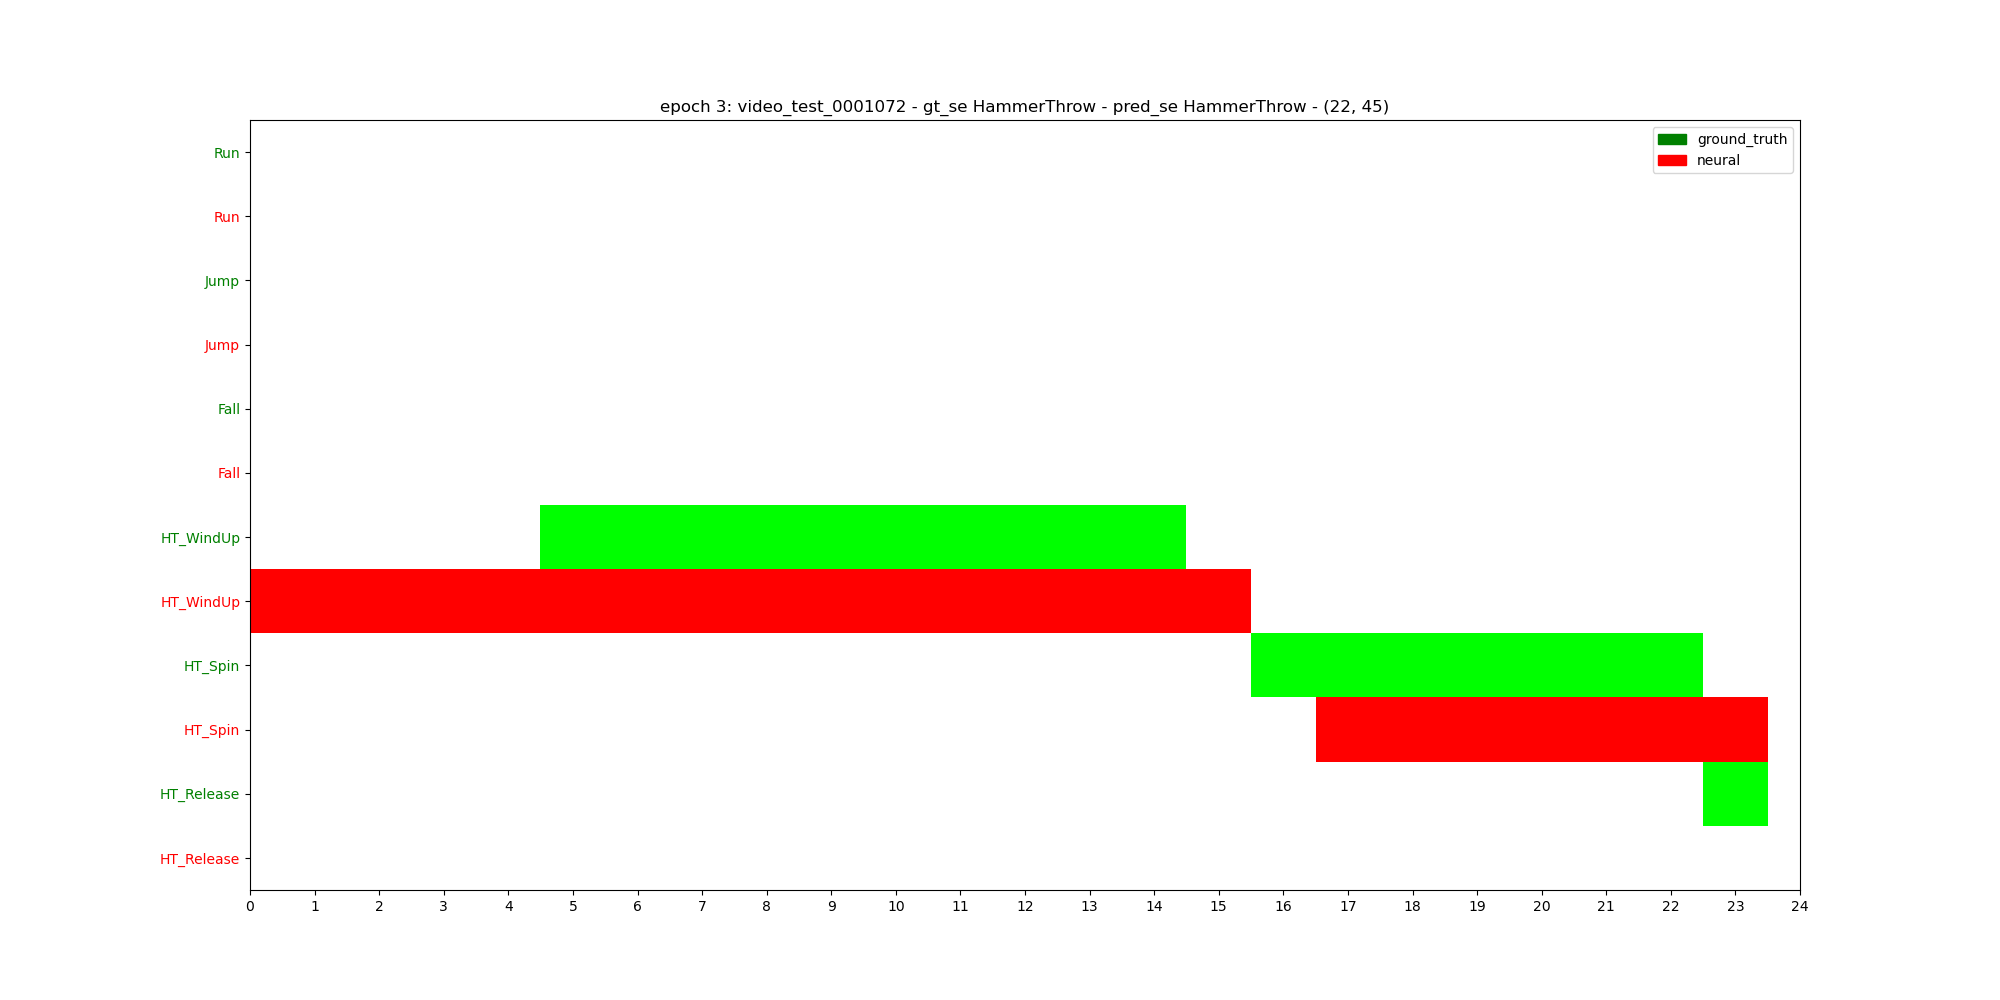 epoch 3: video_test_0001072 - gt_se HammerThrow - pred_se HammerThrow - (22, 45)
ground_truth
neural
Run
Run
Jump
Jump
Fall
Fall
HT_WindUp
HT_WindUp
HT_Spin
HT_Spin
HT_Release
HT_Release
0 1 2 3 4 5 6 7 8 9 10 11 12 13 14 15 16 17 18 19 20 21 22 23 24